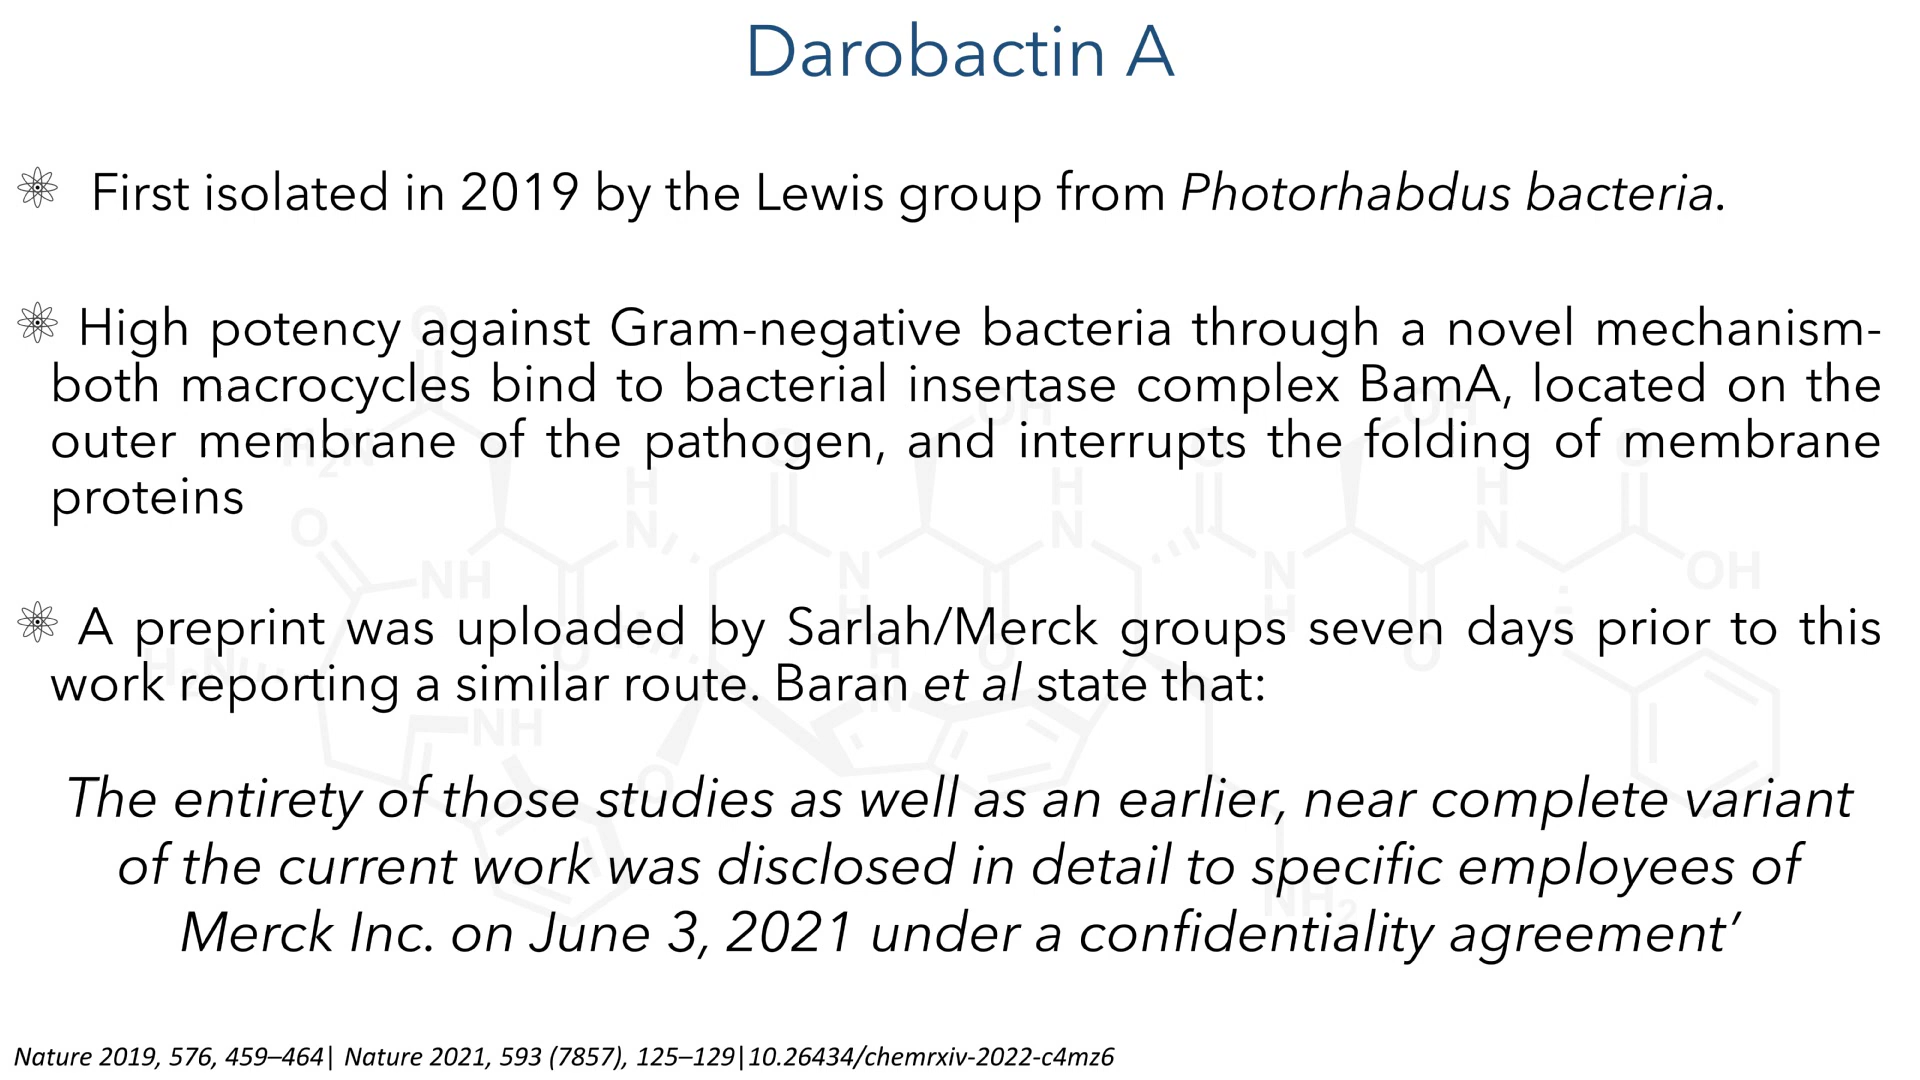 Darobactin A
First isolated in 2019 by the Lewis group from Photorhabdus bacteria.
High potency against Gram-negative bacteria through a novel mechanism-
both macrocycles bind to bacterial insertase complex BamA, located on the
outer membrane of the pathogen, and interrupts the folding of membrane
proteins
A preprint was uploaded by Sarlah/Merck groups seven days prior to this
work reporting a similar route. Baran et al state that:
The entirety of those studies as well as an earlier, near complete variant
of the current work was disclosed in detail to specific employees of
Merck Inc. on June 3, 2021 under a confidentiality agreement’
Nature 2019, 576, 459–464| Nature 2021, 593 (7857), 125–129|10.26434/chemrxiv-2022-c4mz6